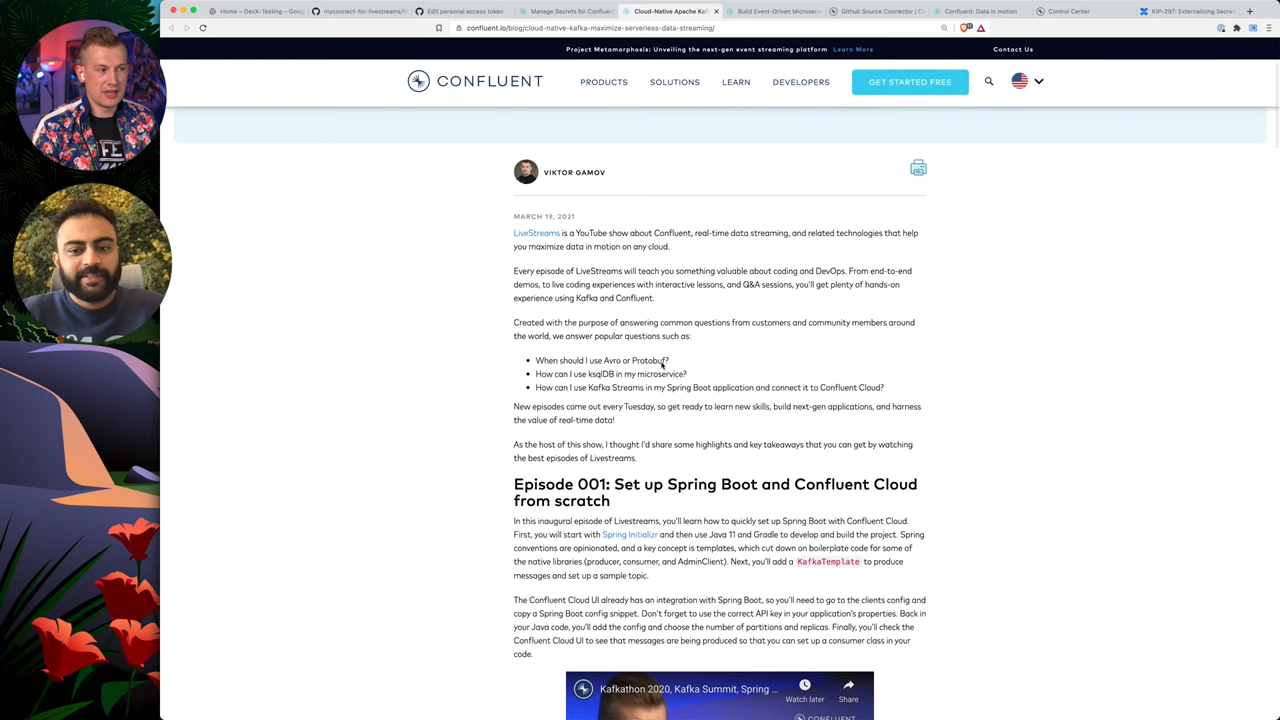 Home – DevX-Testing – Goo
myconnect-for-livestreams/fil
Edit personal access token
Manage Secrets for Confluent
Cloud-Native Apache Kafk
Build Event-Driven Microserv
Github Source Connector | Co
Confluent: Data in motion
Control Center
KIP-297: Externalizing Secrets
confluent.io/blog/cloud-native-kafka-maximize-serverless-data-streaming/
Project Metamorphosis: Unveiling the next-gen event streaming platform Learn More
Contact Us
CONFLUENT
PRODUCTS
SOLUTIONS
LEARN
DEVELOPERS
GET STARTED FREE
VIKTOR GAMOV
MARCH 19, 2021
LiveStreams is a YouTube show about Confluent, real-time data streaming, and related technologies that help
you maximize data in motion on any cloud.
Every episode of LiveStreams will teach you something valuable about coding and DevOps. From end-to-end
demos, to live coding experiences with interactive lessons, and Q&A sessions, you'll get plenty of hands-on
experience using Kafka and Confluent.
Created with the purpose of answering common questions from customers and community members around
the world, we answer popular questions such as:
When should I use Avro or Protobuf?
How can I use ksqlDB in my microservice?
How can I use Kafka Streams in my Spring Boot application and connect it to Confluent Cloud?
New episodes come out every Tuesday, so get ready to learn new skills, build next-gen applications, and harness
the value of real-time data!
As the host of this show, I thought I'd share some highlights and key takeaways that you can get by watching
the best episodes of Livestreams.
Episode 001: Set up Spring Boot and Confluent Cloud
from scratch
In this inaugural episode of Livestreams, you'll learn how to quickly set up Spring Boot with Confluent Cloud.
First, you will start with Spring Initializr and then use Java 11 and Gradle to develop and build the project. Spring
conventions are opinionated, and a key concept is templates, which cut down on boilerplate code for some of
the native libraries (producer, consumer, and AdminClient). Next, you'll add a KafkaTemplate to produce
messages and set up a sample topic.
The Confluent Cloud UI already has an integration with Spring Boot, so you'll need to go to the clients config and
copy a Spring Boot config snippet. Don't forget to use the correct API key in your application's properties. Back in
your Java code, you'll add the config and choose the number of partitions and replicas. Finally, you'll check the
Confluent Cloud UI to see that messages are being produced so that you can set up a consumer class in your
code.
Kafkathon 2020, Kafka Summit, Spring ...
Watch later
Share
CONFLUENT